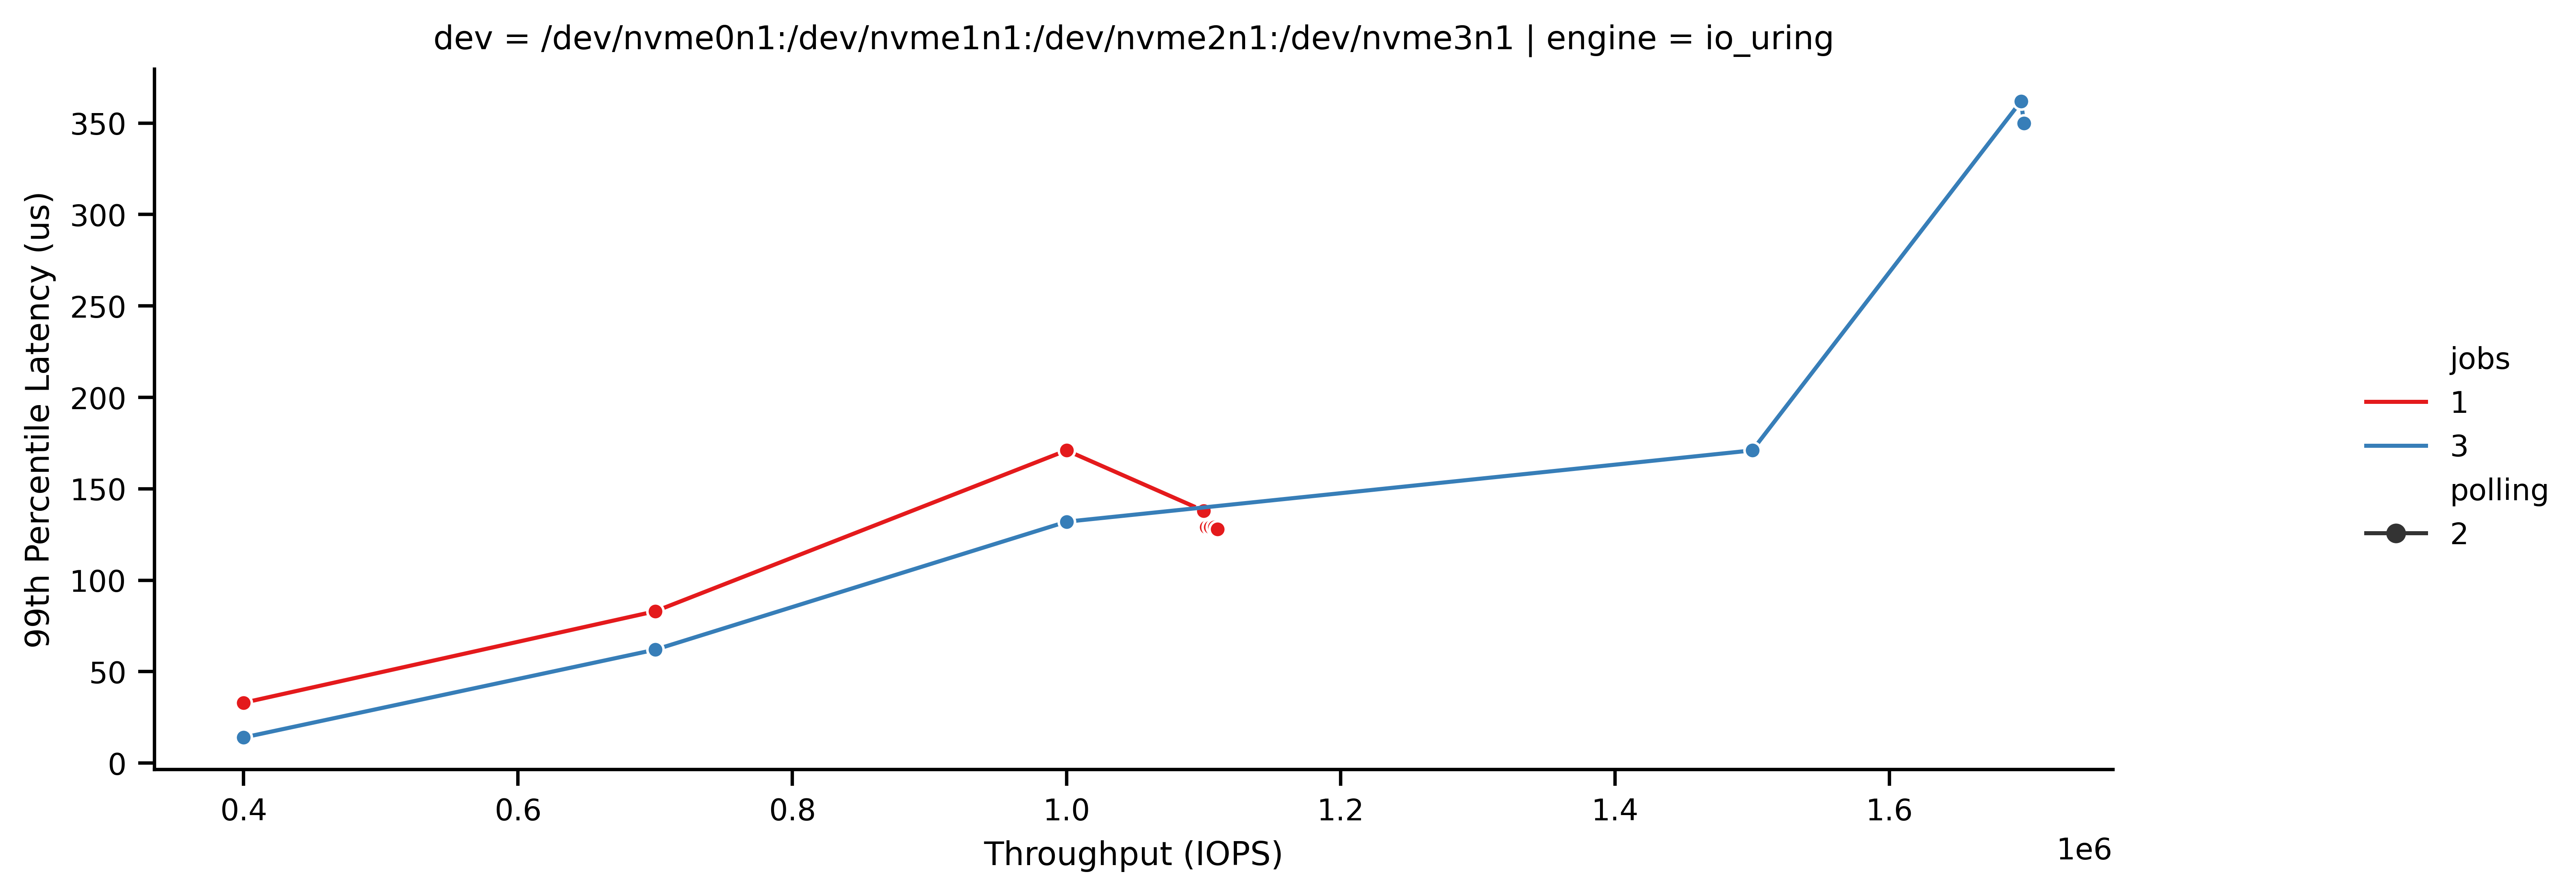 dev = /dev/nvme0n1:/dev/nvme1n1:/dev/nvme2n1:/dev/nvme3n1 | engine = io_uring
99th Percentile Latency (us)
350
300
250
200
150
100
50
0
0.4 0.6 0.8 1.0 1.2 1.4 1.6
1e6
Throughput (IOPS)
jobs
1
3
polling
2